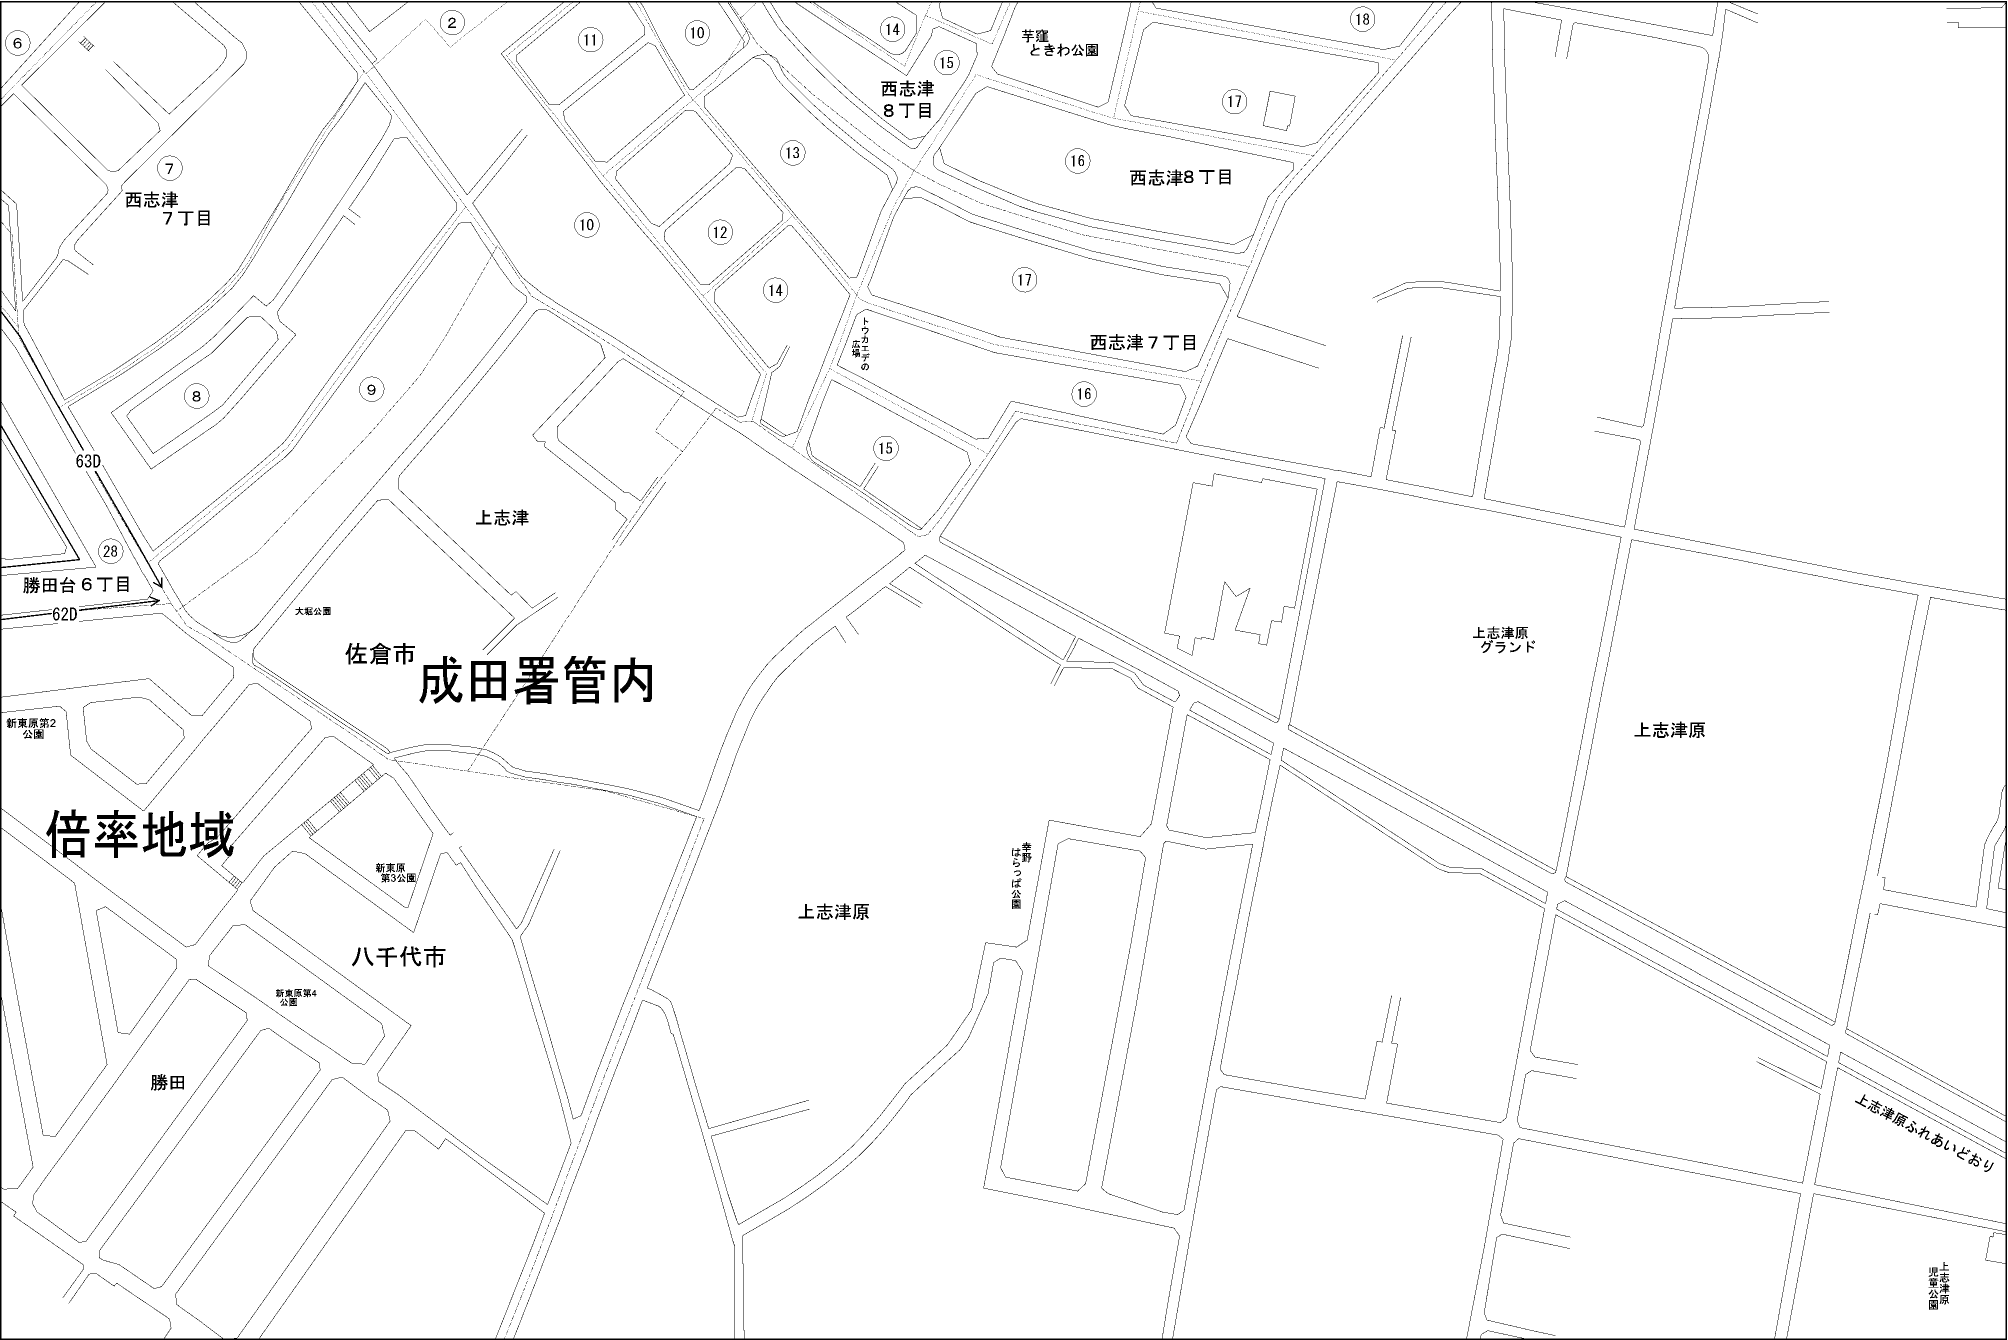 ⑥
②
⑪
⑩
⑭
⑮
西志津
８丁目
芋窪
ときわ公園
⑱
⑰
⑦
西志津
７丁目
⑬
⑯
西志津８丁目
⑩
⑫
⑭
⑰
西志津７丁目
トウカエデの
広場
⑧
⑨
⑯
⑮
63D
上志津
㉘
勝田台６丁目
62D
大堀公園
佐倉市
成田署管内
上志津原
グランド
上志津原
新東原第2
公園
倍率地域
新東原
第3公園
幸野
はらっぱ公園
上志津原
八千代市
新東原第4
公園
勝田
上志津原ふれあいどおり
上志津原
児童公園